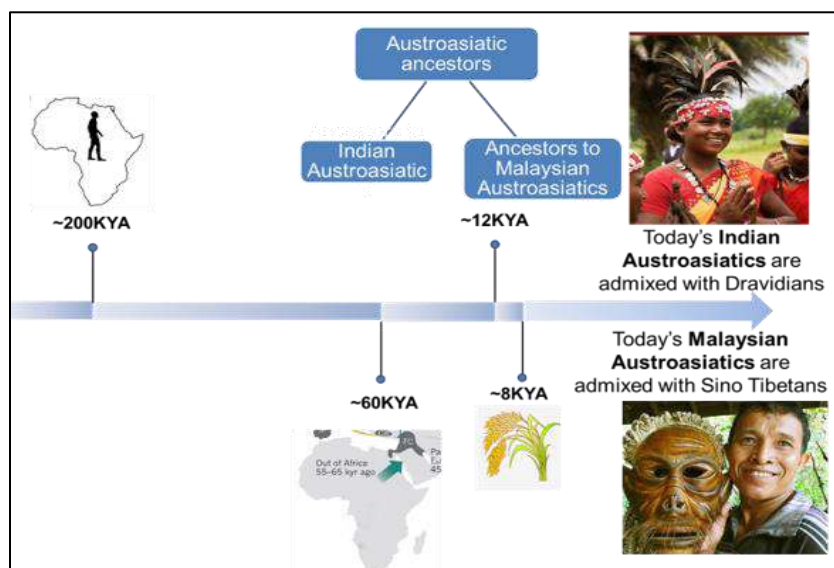 Austroasiatic
ancestors
Indian
Austroasiatic
Ancestors to
Malaysian
Austroasiatics
~200KYA
~12KYA
Today's Indian
Austroasiatics are
admixed with Dravidians
Today's Malaysian
Austroasiatics are
admixed with Sino Tibetans
~60KYA
~8KYA
Out of Africa
55–65 kyr ago
45